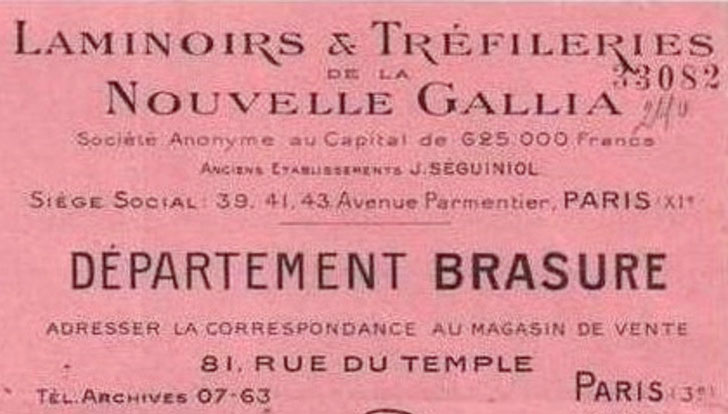 LAMINOIRS & TRÉFILERIES
DE LA
33082
NOUVELLE GALLIA
Société Anonyme au Capital de 625.000 Francs
ANCIENS ETABLISSEMENTS J. SEGUINIOL
SIÈGE SOCIAL: 39, 41, 43 Avenue Parmentier, PARIS (XIe
DÉPARTEMENT BRASURE
ADRESSER LA CORRESPONDANCE AU MAGASIN DE VENTE
81, RUE DU TEMPLE
TÈL. ARCHIVES 07-63
PARIS (3e)